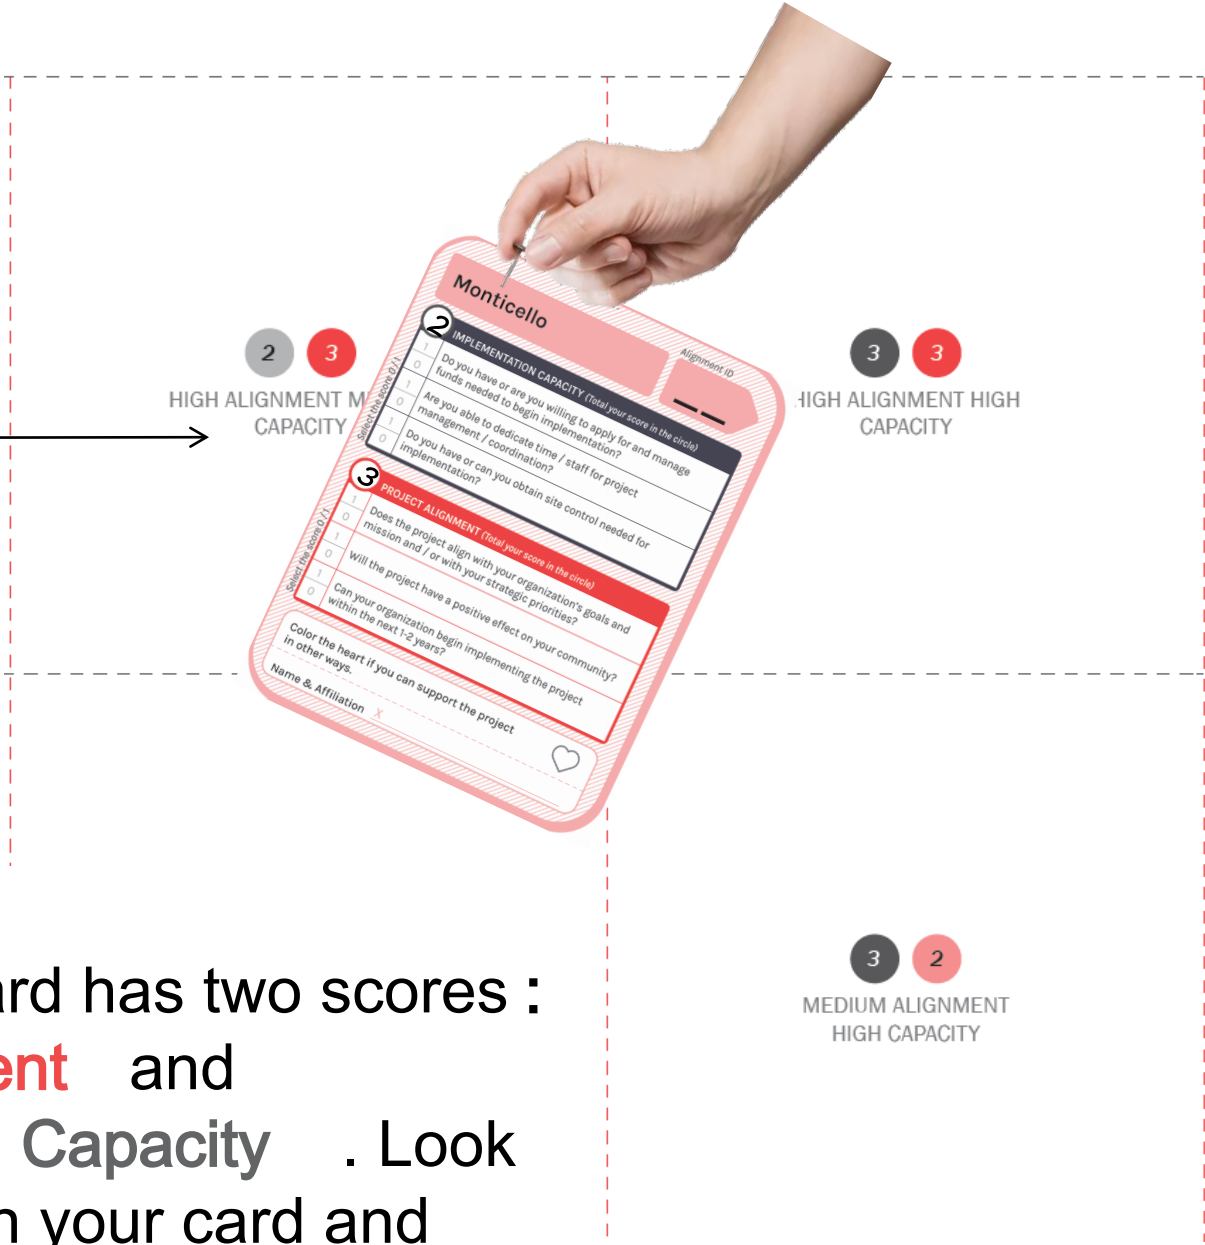 Monticello
Alignment ID
2
IMPLEMENTATION CAPACITY (Total your score in the circle)
Select the score 0 / 1
1
0
Do you have or are you willing to apply for and manage
funds needed to begin implementation?
1
0
Are you able to dedicate time / staff for project
management / coordination?
1
0
Do you have or can you obtain site control needed for
implementation?
3
PROJECT ALIGNMENT (Total your score in the circle)
Select the score 0 / 1
1
0
Does the project align with your organization's goals and
mission and / or with your strategic priorities?
1
0
Will the project have a positive effect on your community?
1
0
Can your organization begin implementing the project
within the next 1-2 years?
Color the heart if you can support the project
in other ways.
Name & Affiliation X
2 3
HIGH ALIGNMENT M
CAPACITY
3 3
HIGH ALIGNMENT HIGH
CAPACITY
3 2
MEDIUM ALIGNMENT
HIGH CAPACITY
ard has two scores :
ent and
Capacity . Look
n your card and